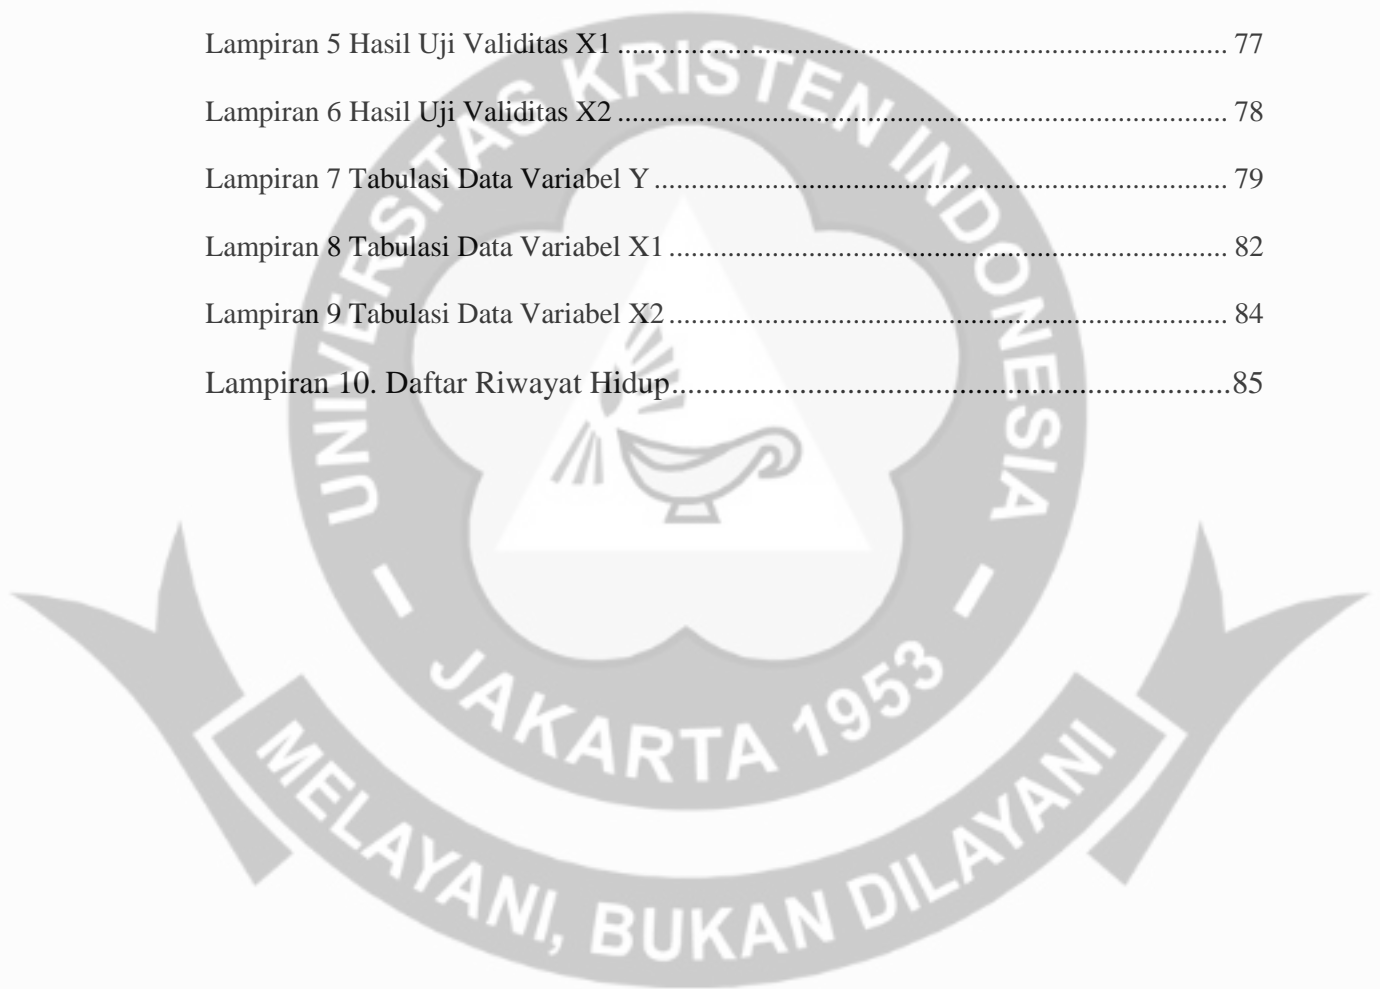 Lampiran 5 Hasil Uji Validitas X1 ........................................................................................ 77
Lampiran 6 Hasil Uji Validitas X2 ........................................................................................ 78
Lampiran 7 Tabulasi Data Variabel Y ................................................................................... 79
Lampiran 8 Tabulasi Data Variabel X1 ................................................................................. 82
Lampiran 9 Tabulasi Data Variabel X2 ................................................................................. 84
Lampiran 10. Daftar Riwayat Hidup..........................................................................85
UNIVERSITAS KRISTEN INDONESIA
JAKARTA 1953
MELAYANI, BUKAN DILAYANI